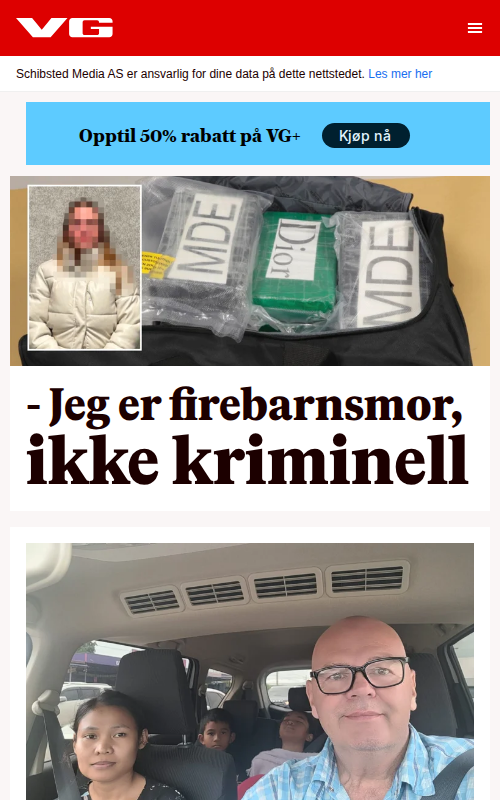 VG
Schibsted Media AS er ansvarlig for dine data på dette nettstedet. Les mer her
Opptil 50% rabatt på VG+ Kjøp nå
MDE
Dior
MDE
- Jeg er firebarnsmor,
ikke kriminell